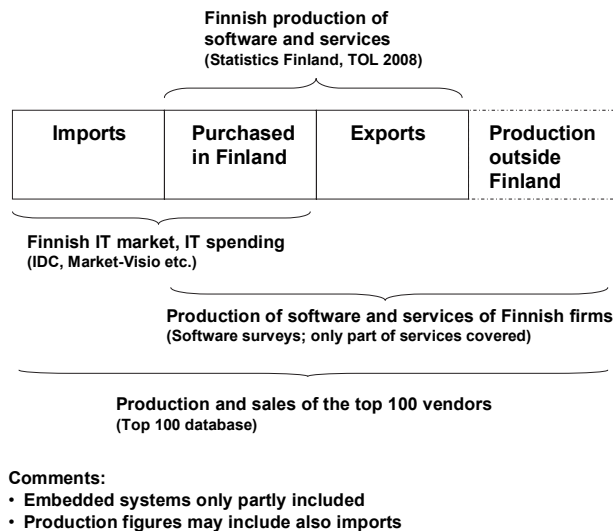 Finnish production of
software and services
(Statistics Finland, TOL 2008)
Imports
Purchased
in Finland
Exports
Production
outside
Finland
Finnish IT market, IT spending
(IDC, Market-Visio etc.)
Production of software and services of Finnish firms
(Software surveys; only part of services covered)
Production and sales of the top 100 vendors
(Top 100 database)
Comments:
• Embedded systems only partly included
• Production figures may include also imports